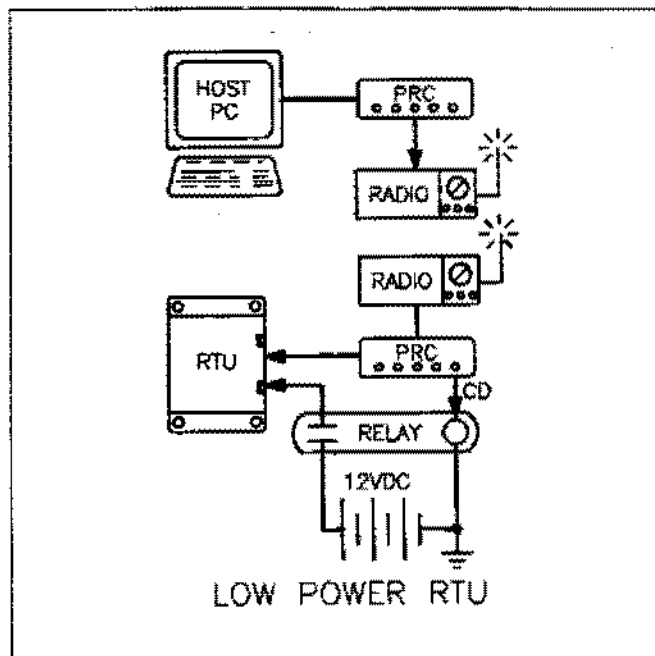 HOST
PC
PRC
RADIO
RADIO
RTU
PRC
CD
RELAY
12VDC
LOW POWER RTU